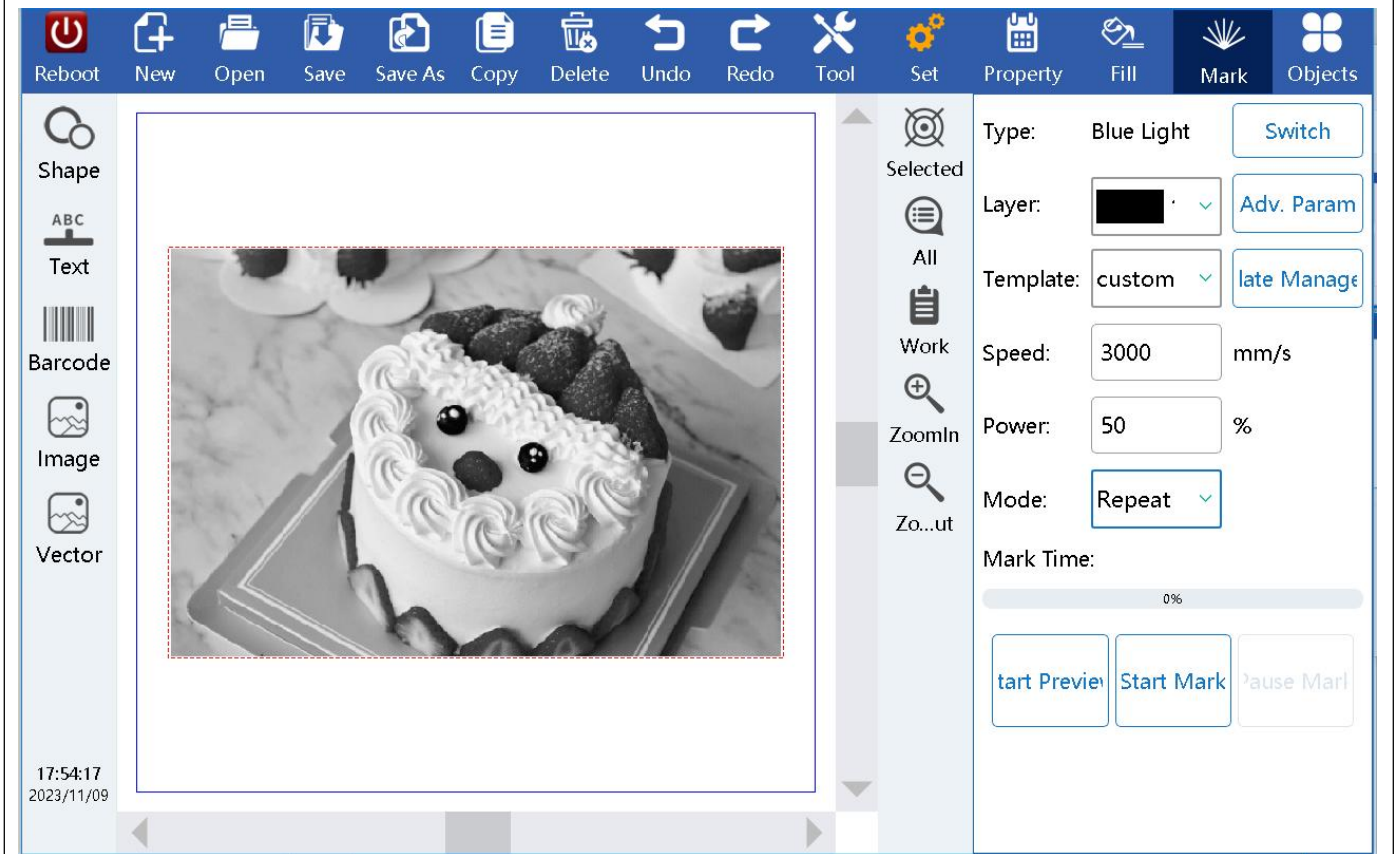 Reboot New Open Save Save As Copy Delete Undo Redo Tool Set Property Fill Mark Objects
Shape
ABC
Text
Barcode
Image
Vector
17:54:17
2023/11/09
Selected
All
Work
ZoomIn
Zo...ut
Type: Blue Light Switch
Layer: Adv. Param
Template: custom late Manage
Speed: 3000 mm/s
Power: 50 %
Mode: Repeat
Mark Time:
0%
tart Previe Start Mark ause Mark